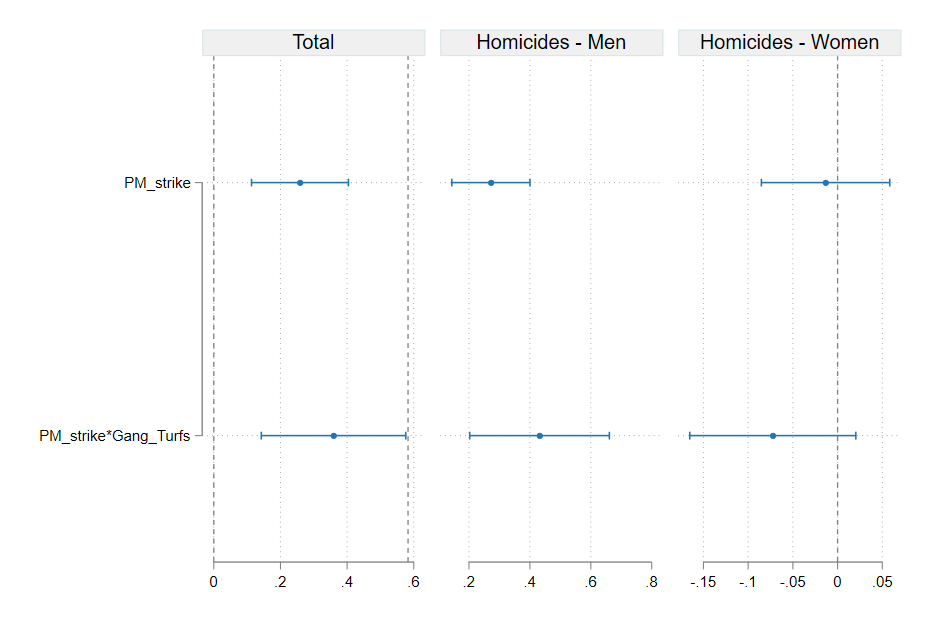 Total Homicides - Men Homicides - Women
PM_strike
PM_strike*Gang_Turfs
0 .2 .4 .6 .2 .4 .6 .8 -.15 -.1 -.05 0 .05